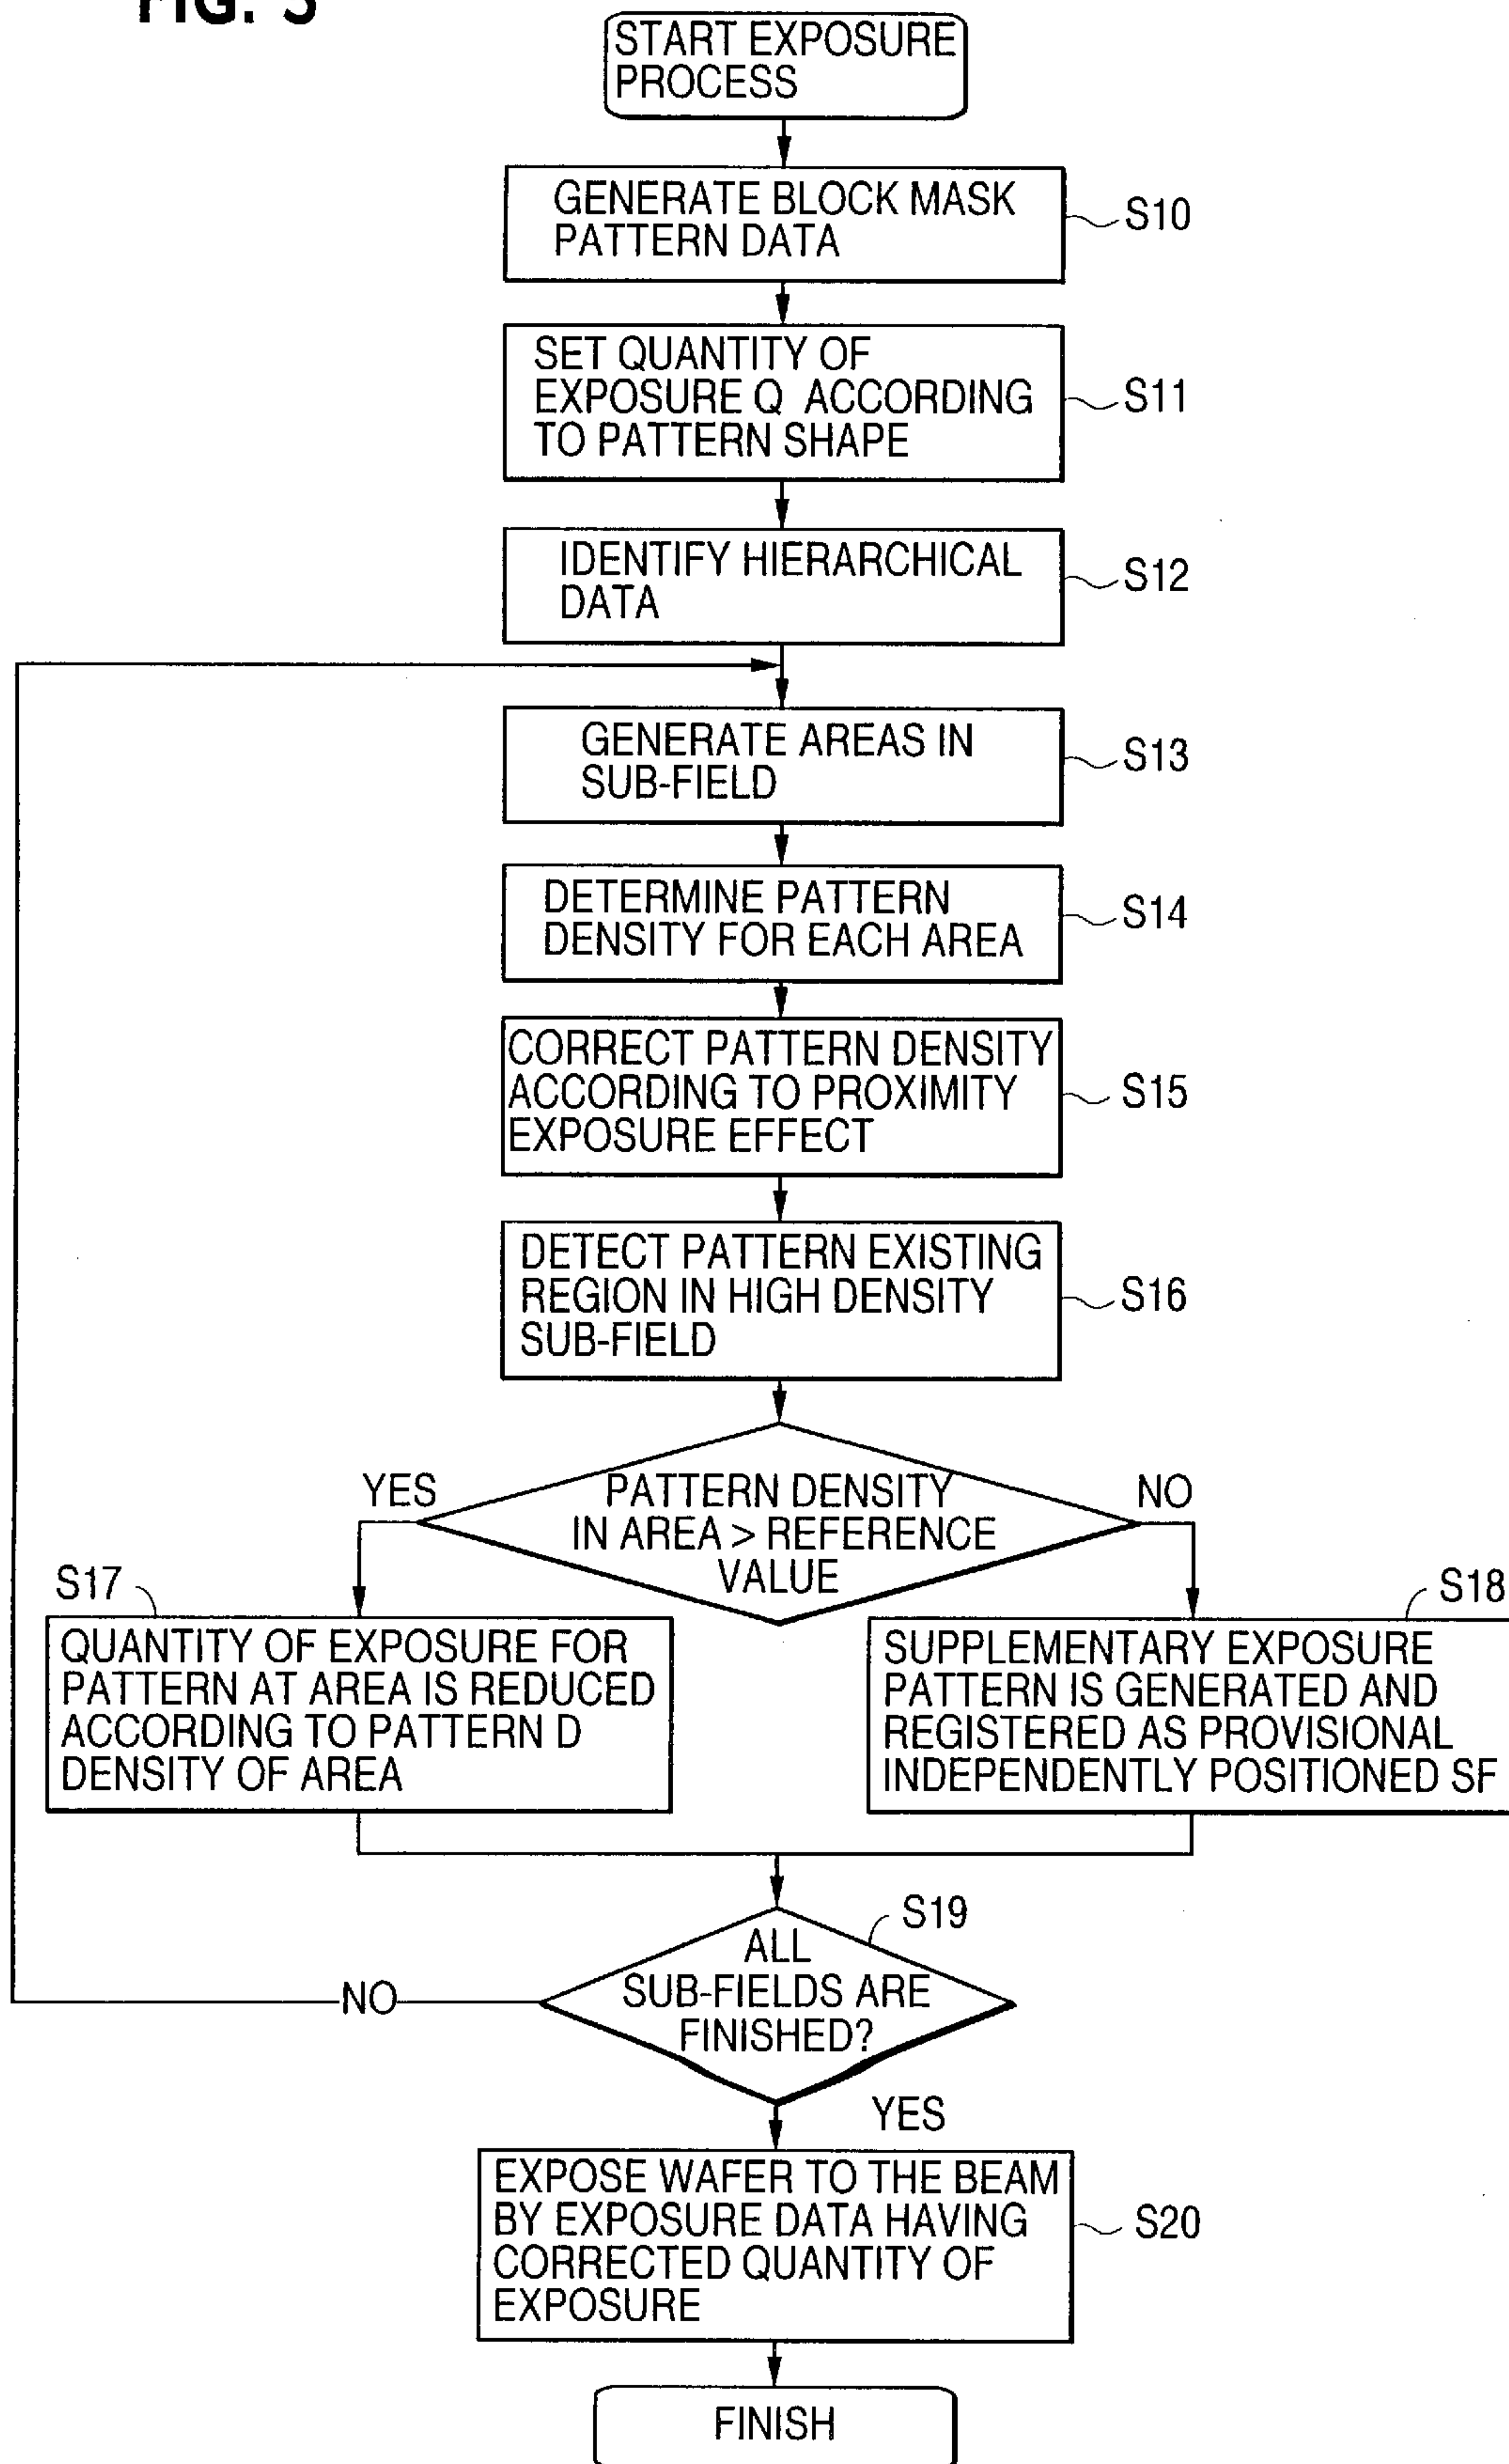 FIG. 5
START EXPOSURE
PROCESS
GENERATE BLOCK MASK
PATTERN DATA
S10
SET QUANTITY OF
EXPOSURE Q ACCORDING
TO PATTERN SHAPE
S11
IDENTIFY HIERARCHICAL
DATA
S12
GENERATE AREAS IN
SUB-FIELD
S13
DETERMINE PATTERN
DENSITY FOR EACH AREA
S14
CORRECT PATTERN DENSITY
ACCORDING TO PROXIMITY
EXPOSURE EFFECT
S15
DETECT PATTERN EXISTING
REGION IN HIGH DENSITY
SUB-FIELD
S16
YES
PATTERN DENSITY
IN AREA > REFERENCE
VALUE
NO
S17
QUANTITY OF EXPOSURE FOR
PATTERN AT AREA IS REDUCED
ACCORDING TO PATTERN D
DENSITY OF AREA
S18
SUPPLEMENTARY EXPOSURE
PATTERN IS GENERATED AND
REGISTERED AS PROVISIONAL
INDEPENDENTLY POSITIONED SF
S19
ALL
SUB-FIELDS ARE
FINISHED?
NO
YES
EXPOSE WAFER TO THE BEAM
BY EXPOSURE DATA HAVING
CORRECTED QUANTITY OF
EXPOSURE
S20
FINISH